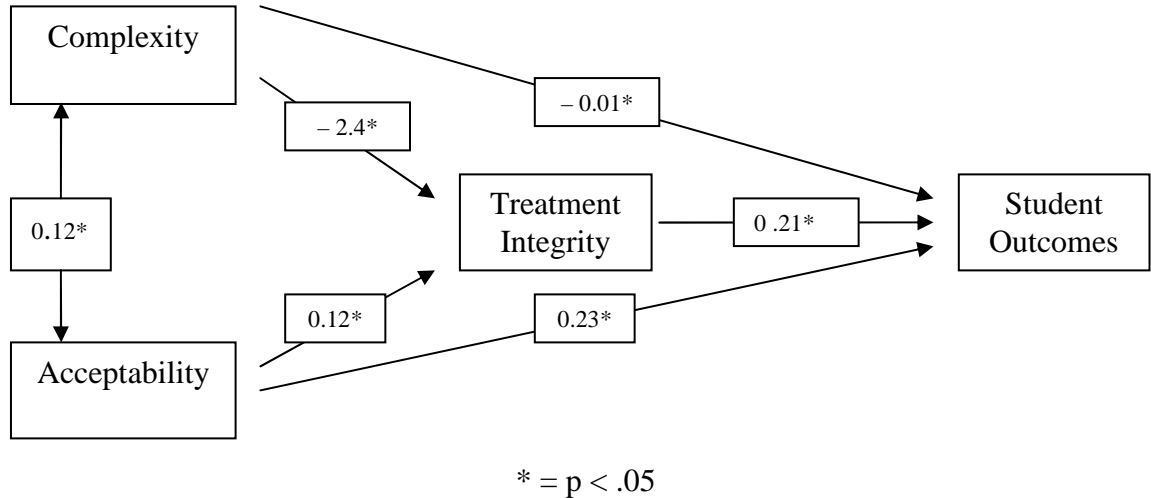 Complexity
– 0.01*
– 2.4*
0.12*
Treatment
Integrity
0 .21*
Student
Outcomes
0.12*
0.23*
Acceptability
* = p < .05